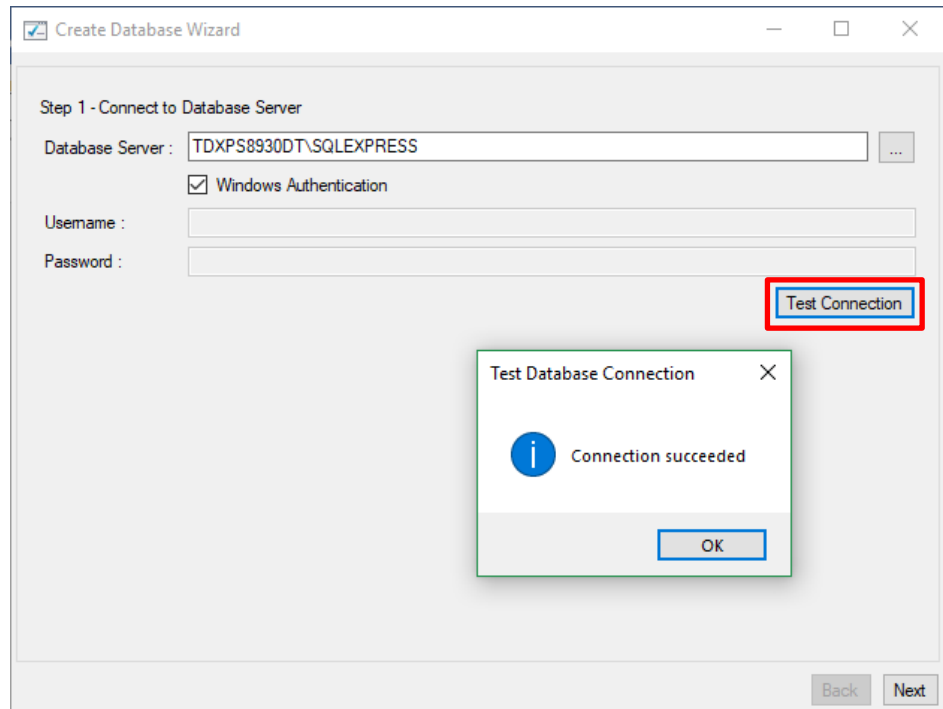 Create Database Wizard
Step 1 - Connect to Database Server
Database Server : TDXPS8930DT\SQLEXPRESS ...
Windows Authentication
Username :
Password :
Test Connection
Test Database Connection
Connection succeeded
OK
Back Next